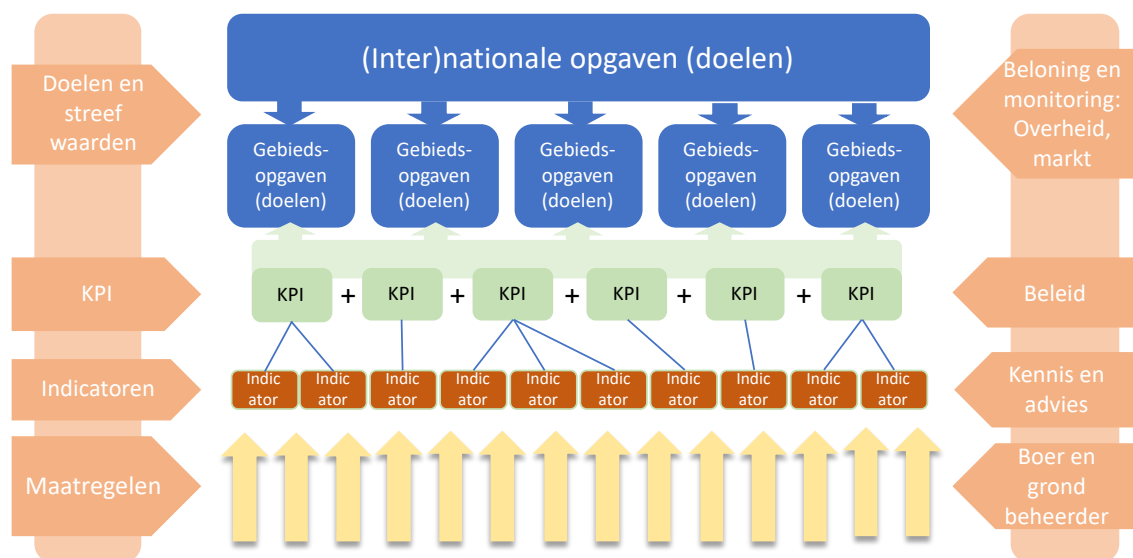 (Inter)nationale opgaven (doelen)
Doelen en
streef
waarden
Beloning en
monitoring:
Overheid,
markt
Gebieds-
opgaven
(doelen)
Gebieds-
opgaven
(doelen)
Gebieds-
opgaven
(doelen)
Gebieds-
opgaven
(doelen)
Gebieds-
opgaven
(doelen)
KPI
KPI + KPI + KPI + KPI + KPI + KPI
Beleid
Indicatoren
Indic
ator
Indic
ator
Indic
ator
Indic
ator
Indic
ator
Indic
ator
Indic
ator
Indic
ator
Indic
ator
Indic
ator
Kennis en
advies
Maatregelen
Boer en
grond
beheerder